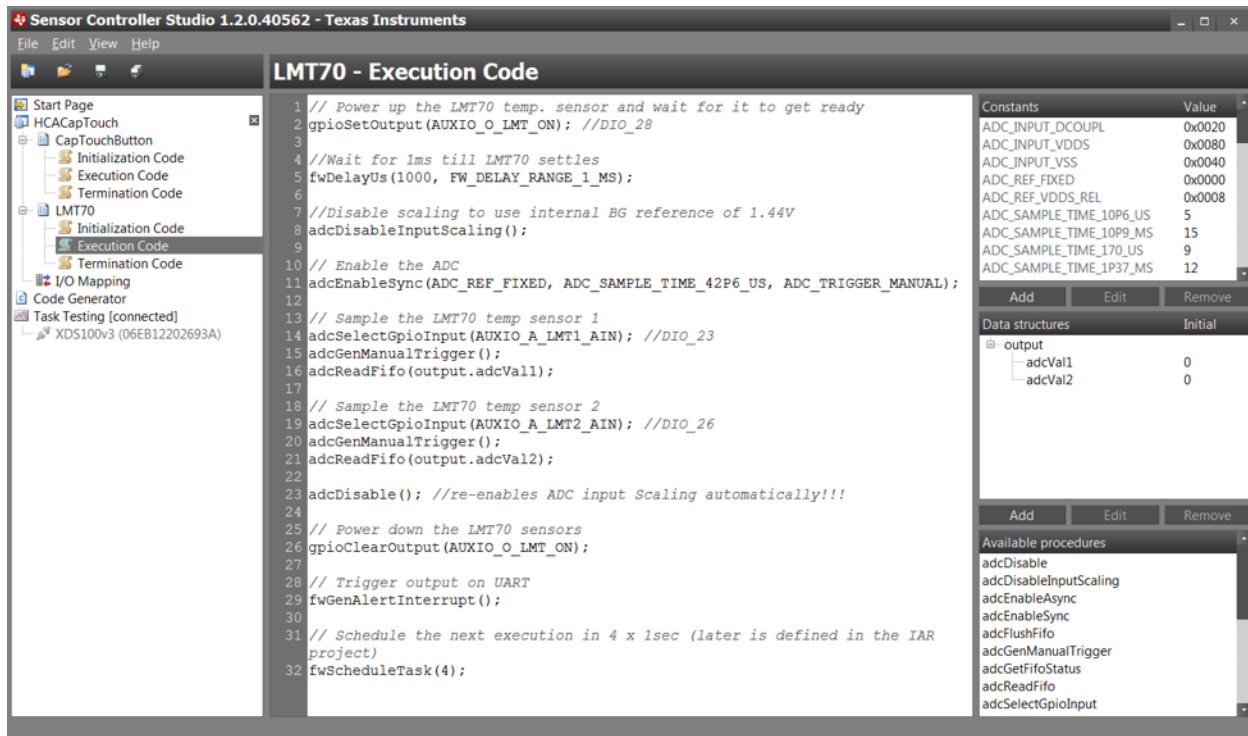 Sensor Controller Studio 1.2.0.40562 - Texas Instruments
File Edit View Help
LMT70 - Execution Code
Start Page
HCACapTouch
CapTouchButton
Initialization Code
Execution Code
Termination Code
LMT70
Initialization Code
Execution Code
Termination Code
I/O Mapping
Code Generator
Task Testing [connected]
XDS100v3 (06EB12202693A)
1 // Power up the LMT70 temp. sensor and wait for it to get ready
2 gpioSetOutput(AUXIO_O_LMT_ON); //DIO_28
3
4 //Wait for 1ms till LMT70 settles
5 fwDelayUs(1000, FW_DELAY_RANGE_1_MS);
6
7 //Disable scaling to use internal BG reference of 1.44V
8 adcDisableInputScaling();
9
10 // Enable the ADC
11 adcEnableSync(ADC_REF_FIXED, ADC_SAMPLE_TIME_42P6_US, ADC_TRIGGER_MANUAL);
12
13 // Sample the LMT70 temp sensor 1
14 adcSelectGpioInput(AUXIO_A_LMT1_AIN); //DIO_23
15 adcGenManualTrigger();
16 adcReadFifo(output.adcVal1);
17
18 // Sample the LMT70 temp sensor 2
19 adcSelectGpioInput(AUXIO_A_LMT2_AIN); //DIO_26
20 adcGenManualTrigger();
21 adcReadFifo(output.adcVal2);
22
23 adcDisable(); //re-enables ADC input Scaling automatically!!!
24
25 // Power down the LMT70 sensors
26 gpioClearOutput(AUXIO_O_LMT_ON);
27
28 // Trigger output on UART
29 fwGenAlertInterrupt();
30
31 // Schedule the next execution in 4 x 1sec (later is defined in the IAR
project)
32 fwScheduleTask(4);
Constants Value
ADC_INPUT_DCOUPL 0x0020
ADC_INPUT_VDDS 0x0080
ADC_INPUT_VSS 0x0040
ADC_REF_FIXED 0x0000
ADC_REF_VDDS_REL 0x0008
ADC_SAMPLE_TIME_10P6_US 5
ADC_SAMPLE_TIME_10P9_MS 15
ADC_SAMPLE_TIME_170_US 9
ADC_SAMPLE_TIME_1P37_MS 12
Add Edit Remove
Data structures Initial
output
adcVal1 0
adcVal2 0
Add Edit Remove
Available procedures
adcDisable
adcDisableInputScaling
adcEnableAsync
adcEnableSync
adcFlushFifo
adcGenManualTrigger
adcGetFifoStatus
adcReadFifo
adcSelectGpioInput